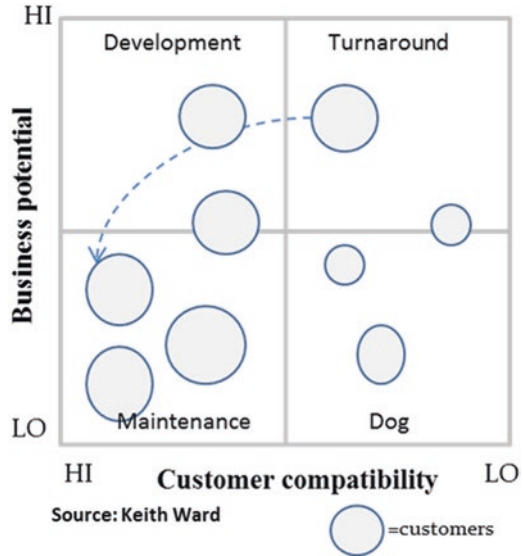 HI
Development
Turnaround
Business potential
LO
Maintenance
Dog
HI
Customer compatibility
LO
Source: Keith Ward
=customers